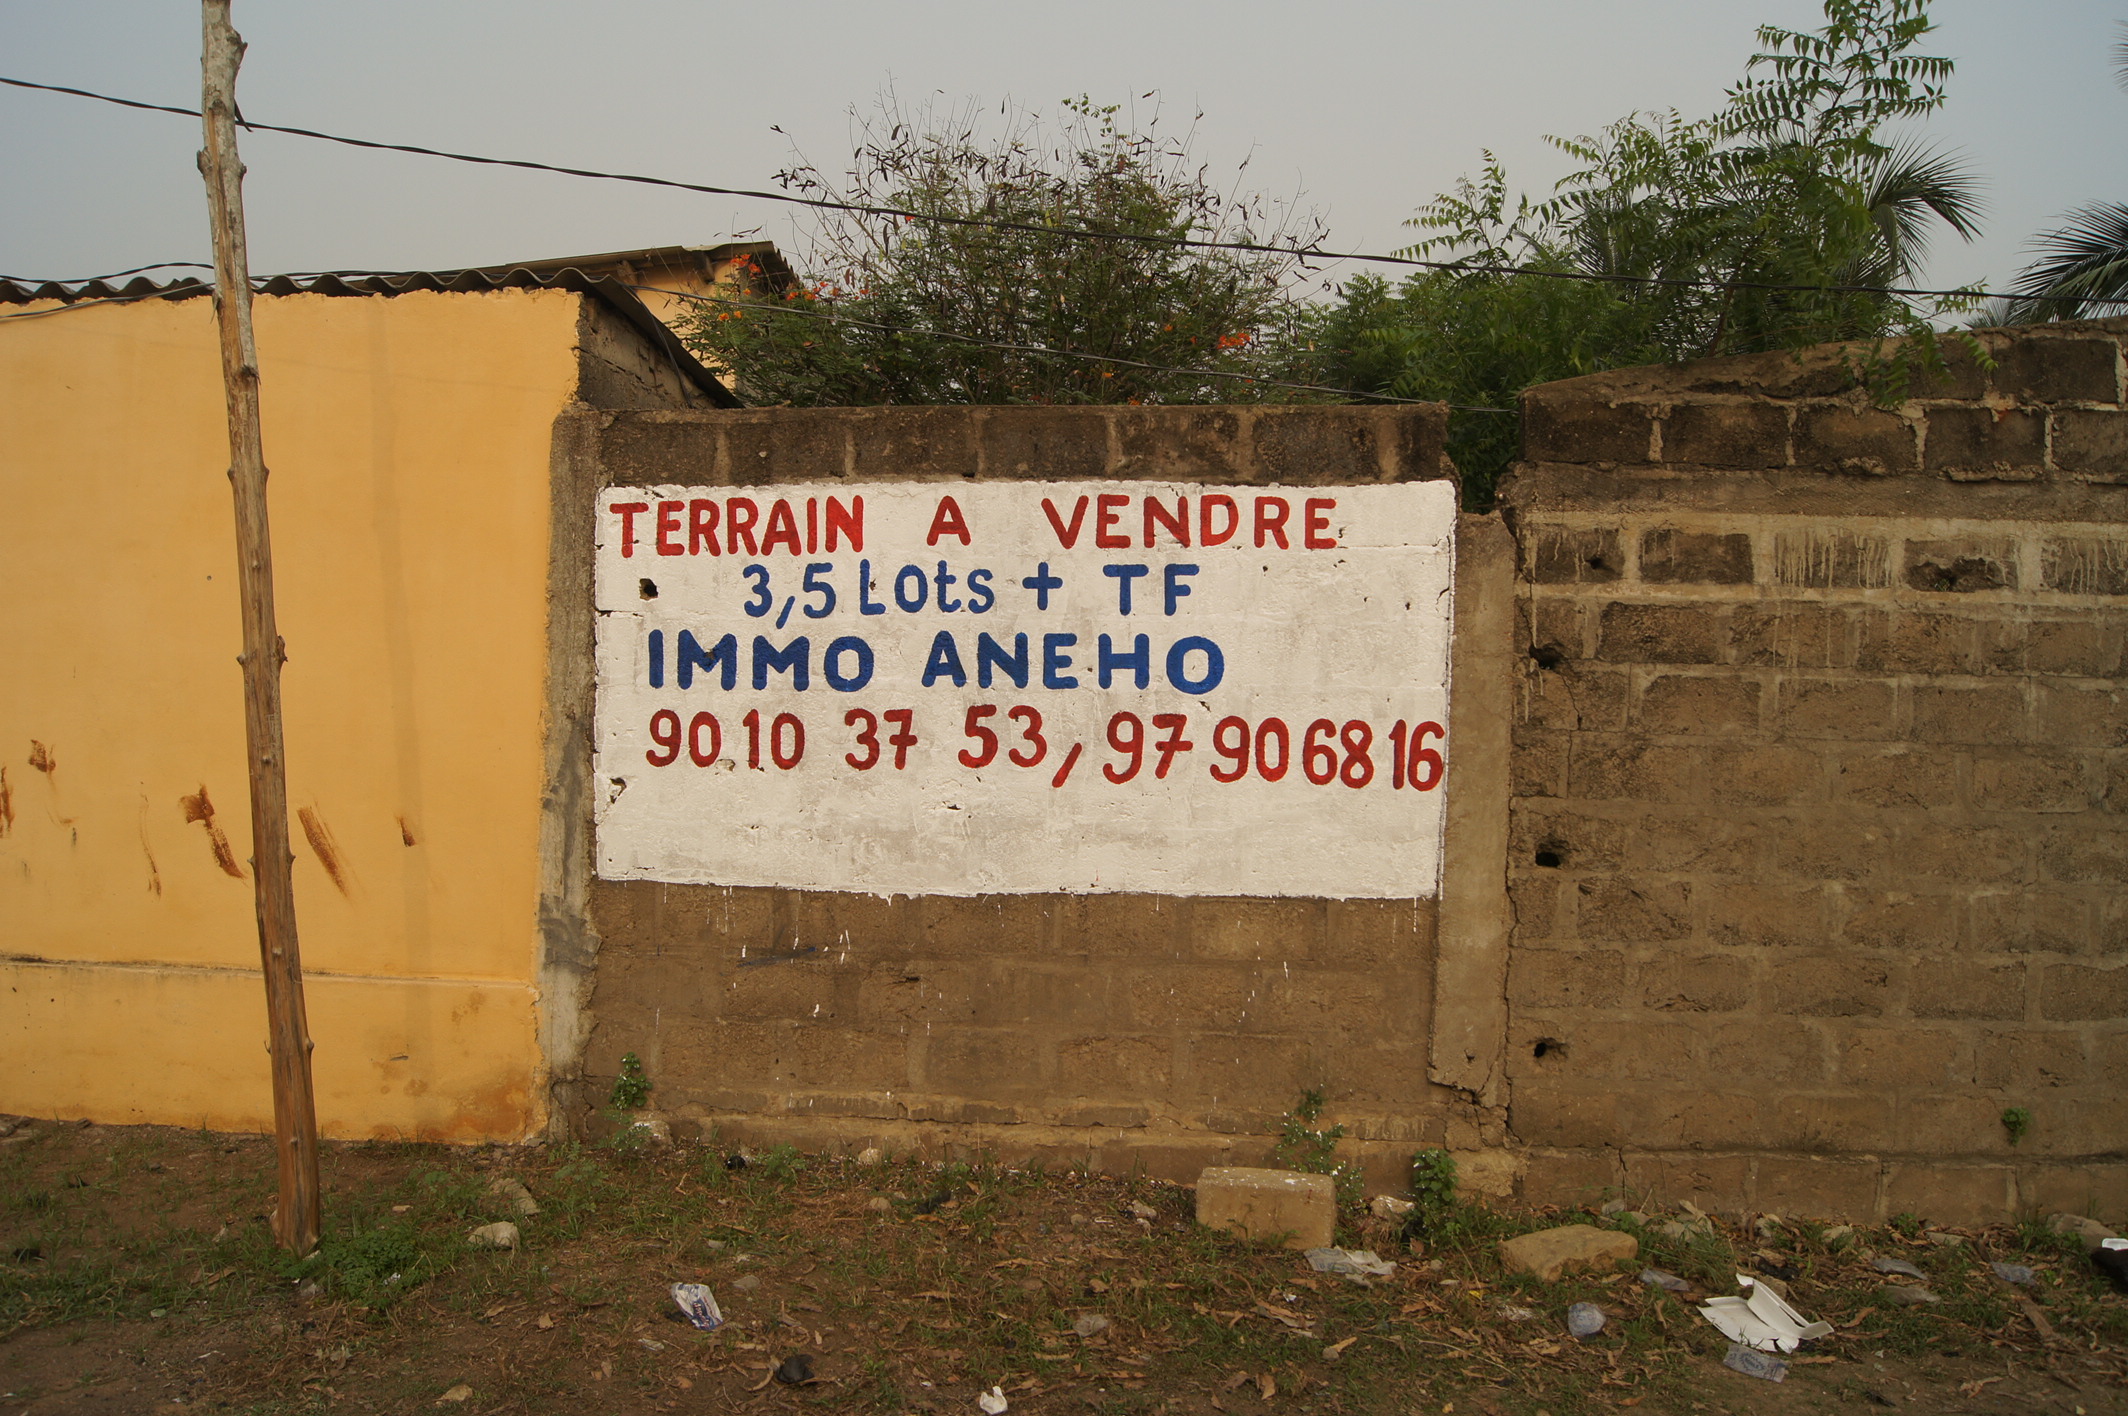 TERRAIN A VENDRE
3,5 Lots + TF
IMMO ANEHO
90 10 37 53, 97 90 68 16